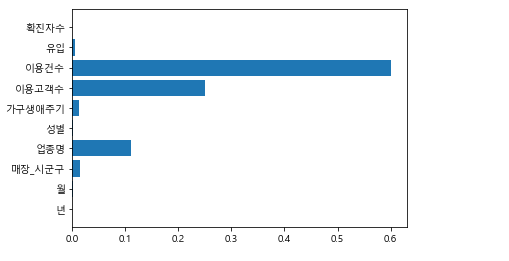 확진자수
유입
이용건수
이용고객수
가구생애주기
성별
업종명
매장_시군구
월
년
0.0 0.1 0.2 0.3 0.4 0.5 0.6